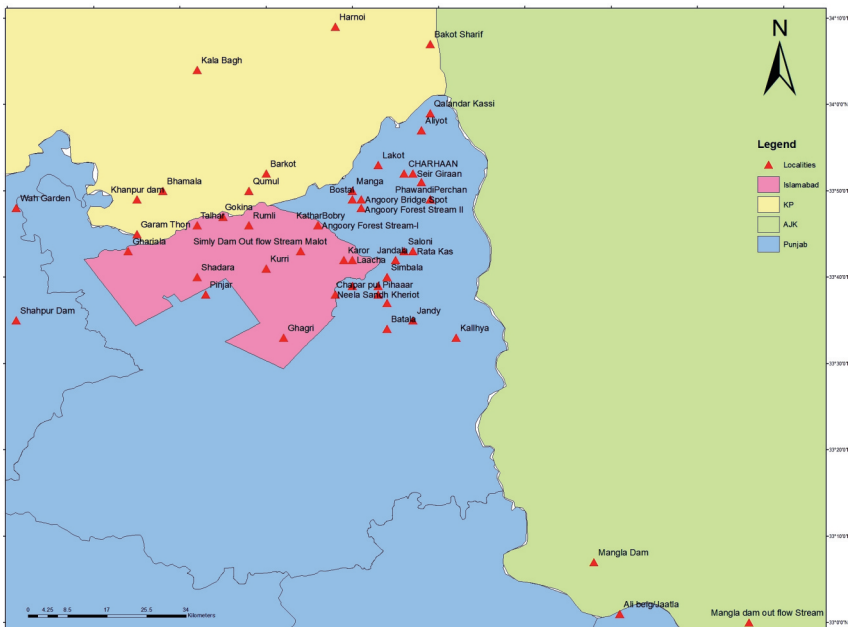 Harnoi
34°10'0"
N
Bakot Sharif
Kala Bagh
Qalandar Kassi
34°0'0"N
Aliyot
Legend
Lakot
CHARHAAN
Localities
Barkot
Seir Giraan
Islamabad
Khanpur dam
Bhamala
Qumul
Manga
PhawandiPerchan
33°50'0"
Wah Garden
Bostal
Angoory Bridge Spot
KP
Gokina
Angoory Forest Stream II
AJK
Talhar
Rumli
KatharBobry
Angoory Forest Stream-I
Punjab
Garam Thon
Ghariala
Simly Dam Out flow Stream Malot
Karor
Jandala
Saloni
Rata Kas
33°40'0"
Shadara
Kurri
Laacha
Simbala
Pinjar
Chapar pul
Pihaaar
Neela Sandh
Kheriot
Shahpur Dam
Ghagri
Batala
Jandy
Kallhya
33°30'0"
33°20'0"
33°10'0"
Mangla Dam
Ali beig/Jaatla
Mangla dam out flow Stream
33°0'0"N
0 4.25 8.5 17 25.5 34
Kilometers